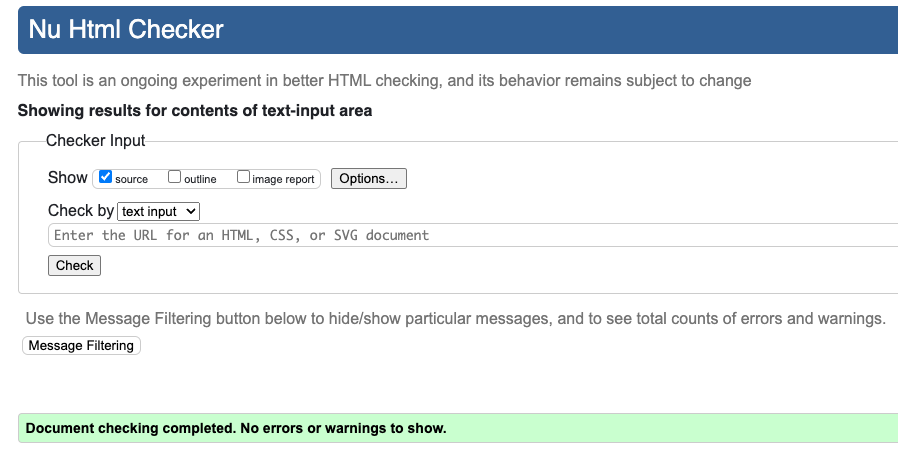 Nu Html Checker
This tool is an ongoing experiment in better HTML checking, and its behavior remains subject to change
Showing results for contents of text-input area
Checker Input
Show source outline image report Options...
Check by text input
Enter the URL for an HTML, CSS, or SVG document
Check
Use the Message Filtering button below to hide/show particular messages, and to see total counts of errors and warnings.
Message Filtering
Document checking completed. No errors or warnings to show.